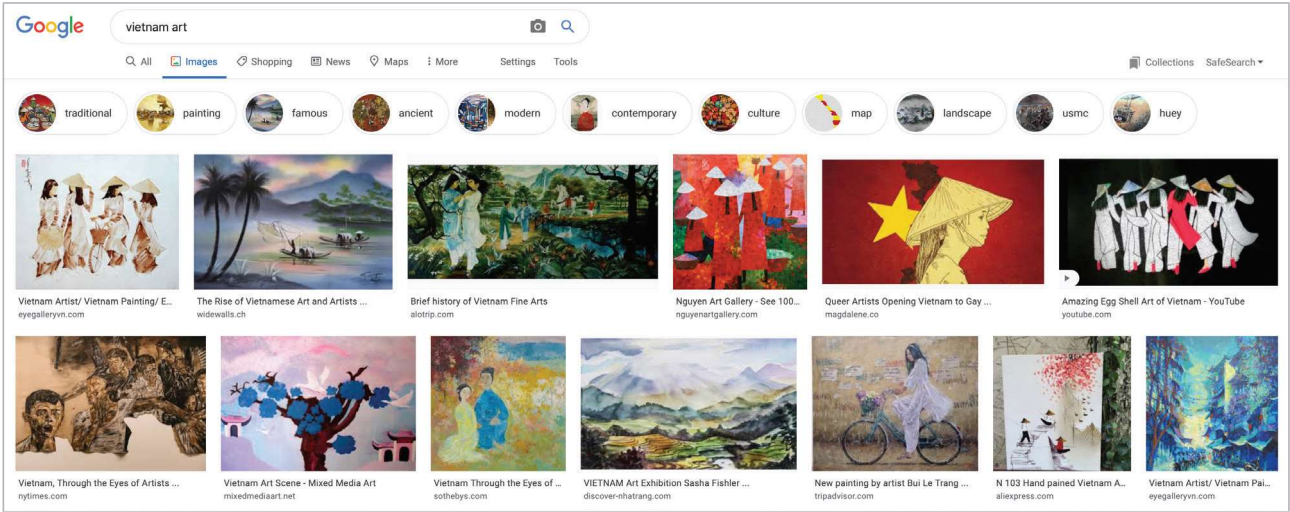 Google
vietnam art
All Images Shopping News Maps More Settings Tools
Collections SafeSearch
traditional painting famous ancient modern contemporary culture map landscape usmc huey
Vietnam Artist/ Vietnam Painting/ E...
eyegalleryvn.com
The Rise of Vietnamese Art and Artists ...
widewalls.ch
Brief history of Vietnam Fine Arts
alotrip.com
Nguyen Art Gallery - See 100...
nguyenartgallery.com
Queer Artists Opening Vietnam to Gay ...
magdalene.co
Amazing Egg Shell Art of Vietnam - YouTube
youtube.com
Vietnam, Through the Eyes of Artists ...
nytimes.com
Vietnam Art Scene - Mixed Media Art
mixedmediaart.net
Vietnam Through the Eyes of ...
sothebys.com
VIETNAM Art Exhibition Sasha Fishler ...
discover-nhatrang.com
New painting by artist Bui Le Trang ...
tripadvisor.com
N 103 Hand pained Vietnam A...
aliexpress.com
Vietnam Artist/ Vietnam Pai...
eyegalleryvn.com